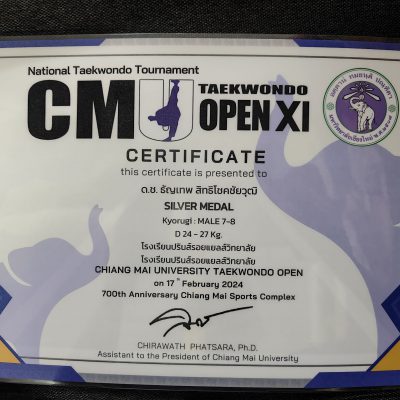 National Taekwondo Tournament
CMU TAEKWONDO
OPEN XI
CERTIFICATE
this certificate is presented to
ด.ช. ธัญเทพ สิทธิโชคชัยวุฒิ
SILVER MEDAL
Kyorugi : MALE 7-8
D 24 - 27 Kg.
โรงเรียนปรินส์รอยแยลส์วิทยาลัย
โรงเรียนปรินส์รอยแยลส์วิทยาลัย
CHIANG MAI UNIVERSITY TAEKWONDO OPEN
on 17th February 2024
700th Anniversary Chiang Mai Sports Complex
CHIRAWATH PHATSARA, Ph.D.
Assistant to the President of Chiang Mai University